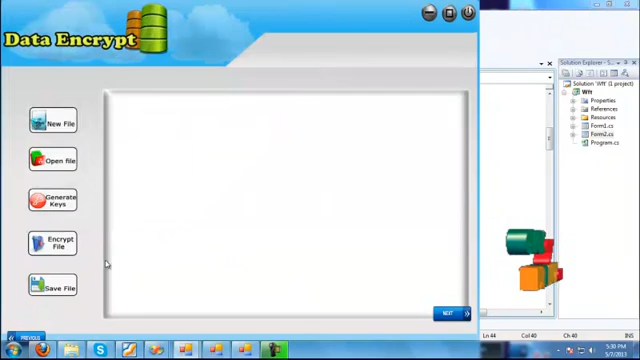 Data Encrypt
New File
Open file
Generate
Keys
Encrypt
File
Save File
NEXT
PREVIOUS
Solution Explorer - S...
Solution 'Wft' (1 project)
Wft
Properties
References
Resources
Form1.cs
Form2.cs
Program.cs
Ln 44
Col 40
Ch 40
INS
5:30 PM
5/7/2013